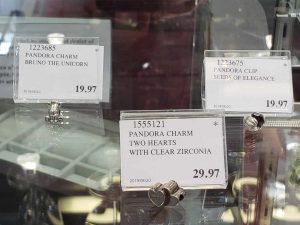 1223685
PANDORA CHARM
BRUNO THE UNICORN
19.97
1223675
PANDORA CLIP
SEEDS OF ELEGANCE
19.97
1555121 *
PANDORA CHARM
TWO HEARTS
WITH CLEAR ZIRCONIA
29.97